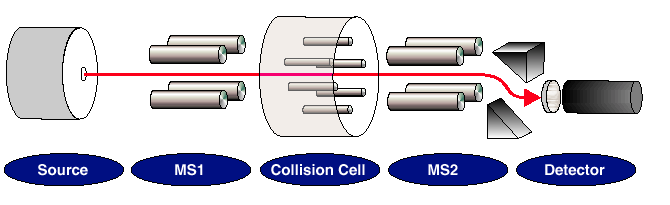 Source
MS1
Collision Cell
MS2
Detector